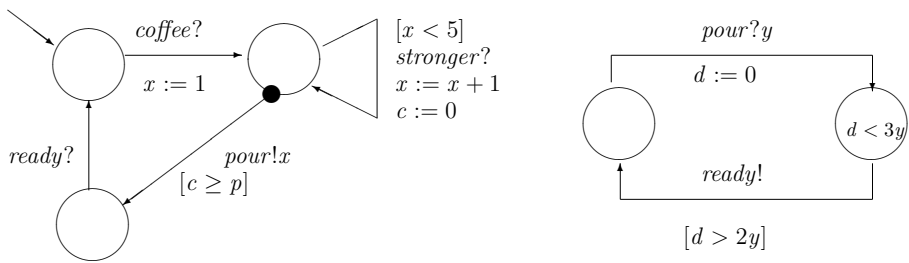 coffee?
x := 1
[x < 5]
stronger?
x := x + 1
c := 0
ready?
pour!x
[c ≥ p]
pour?y
d := 0
d < 3y
ready!
[d > 2y]